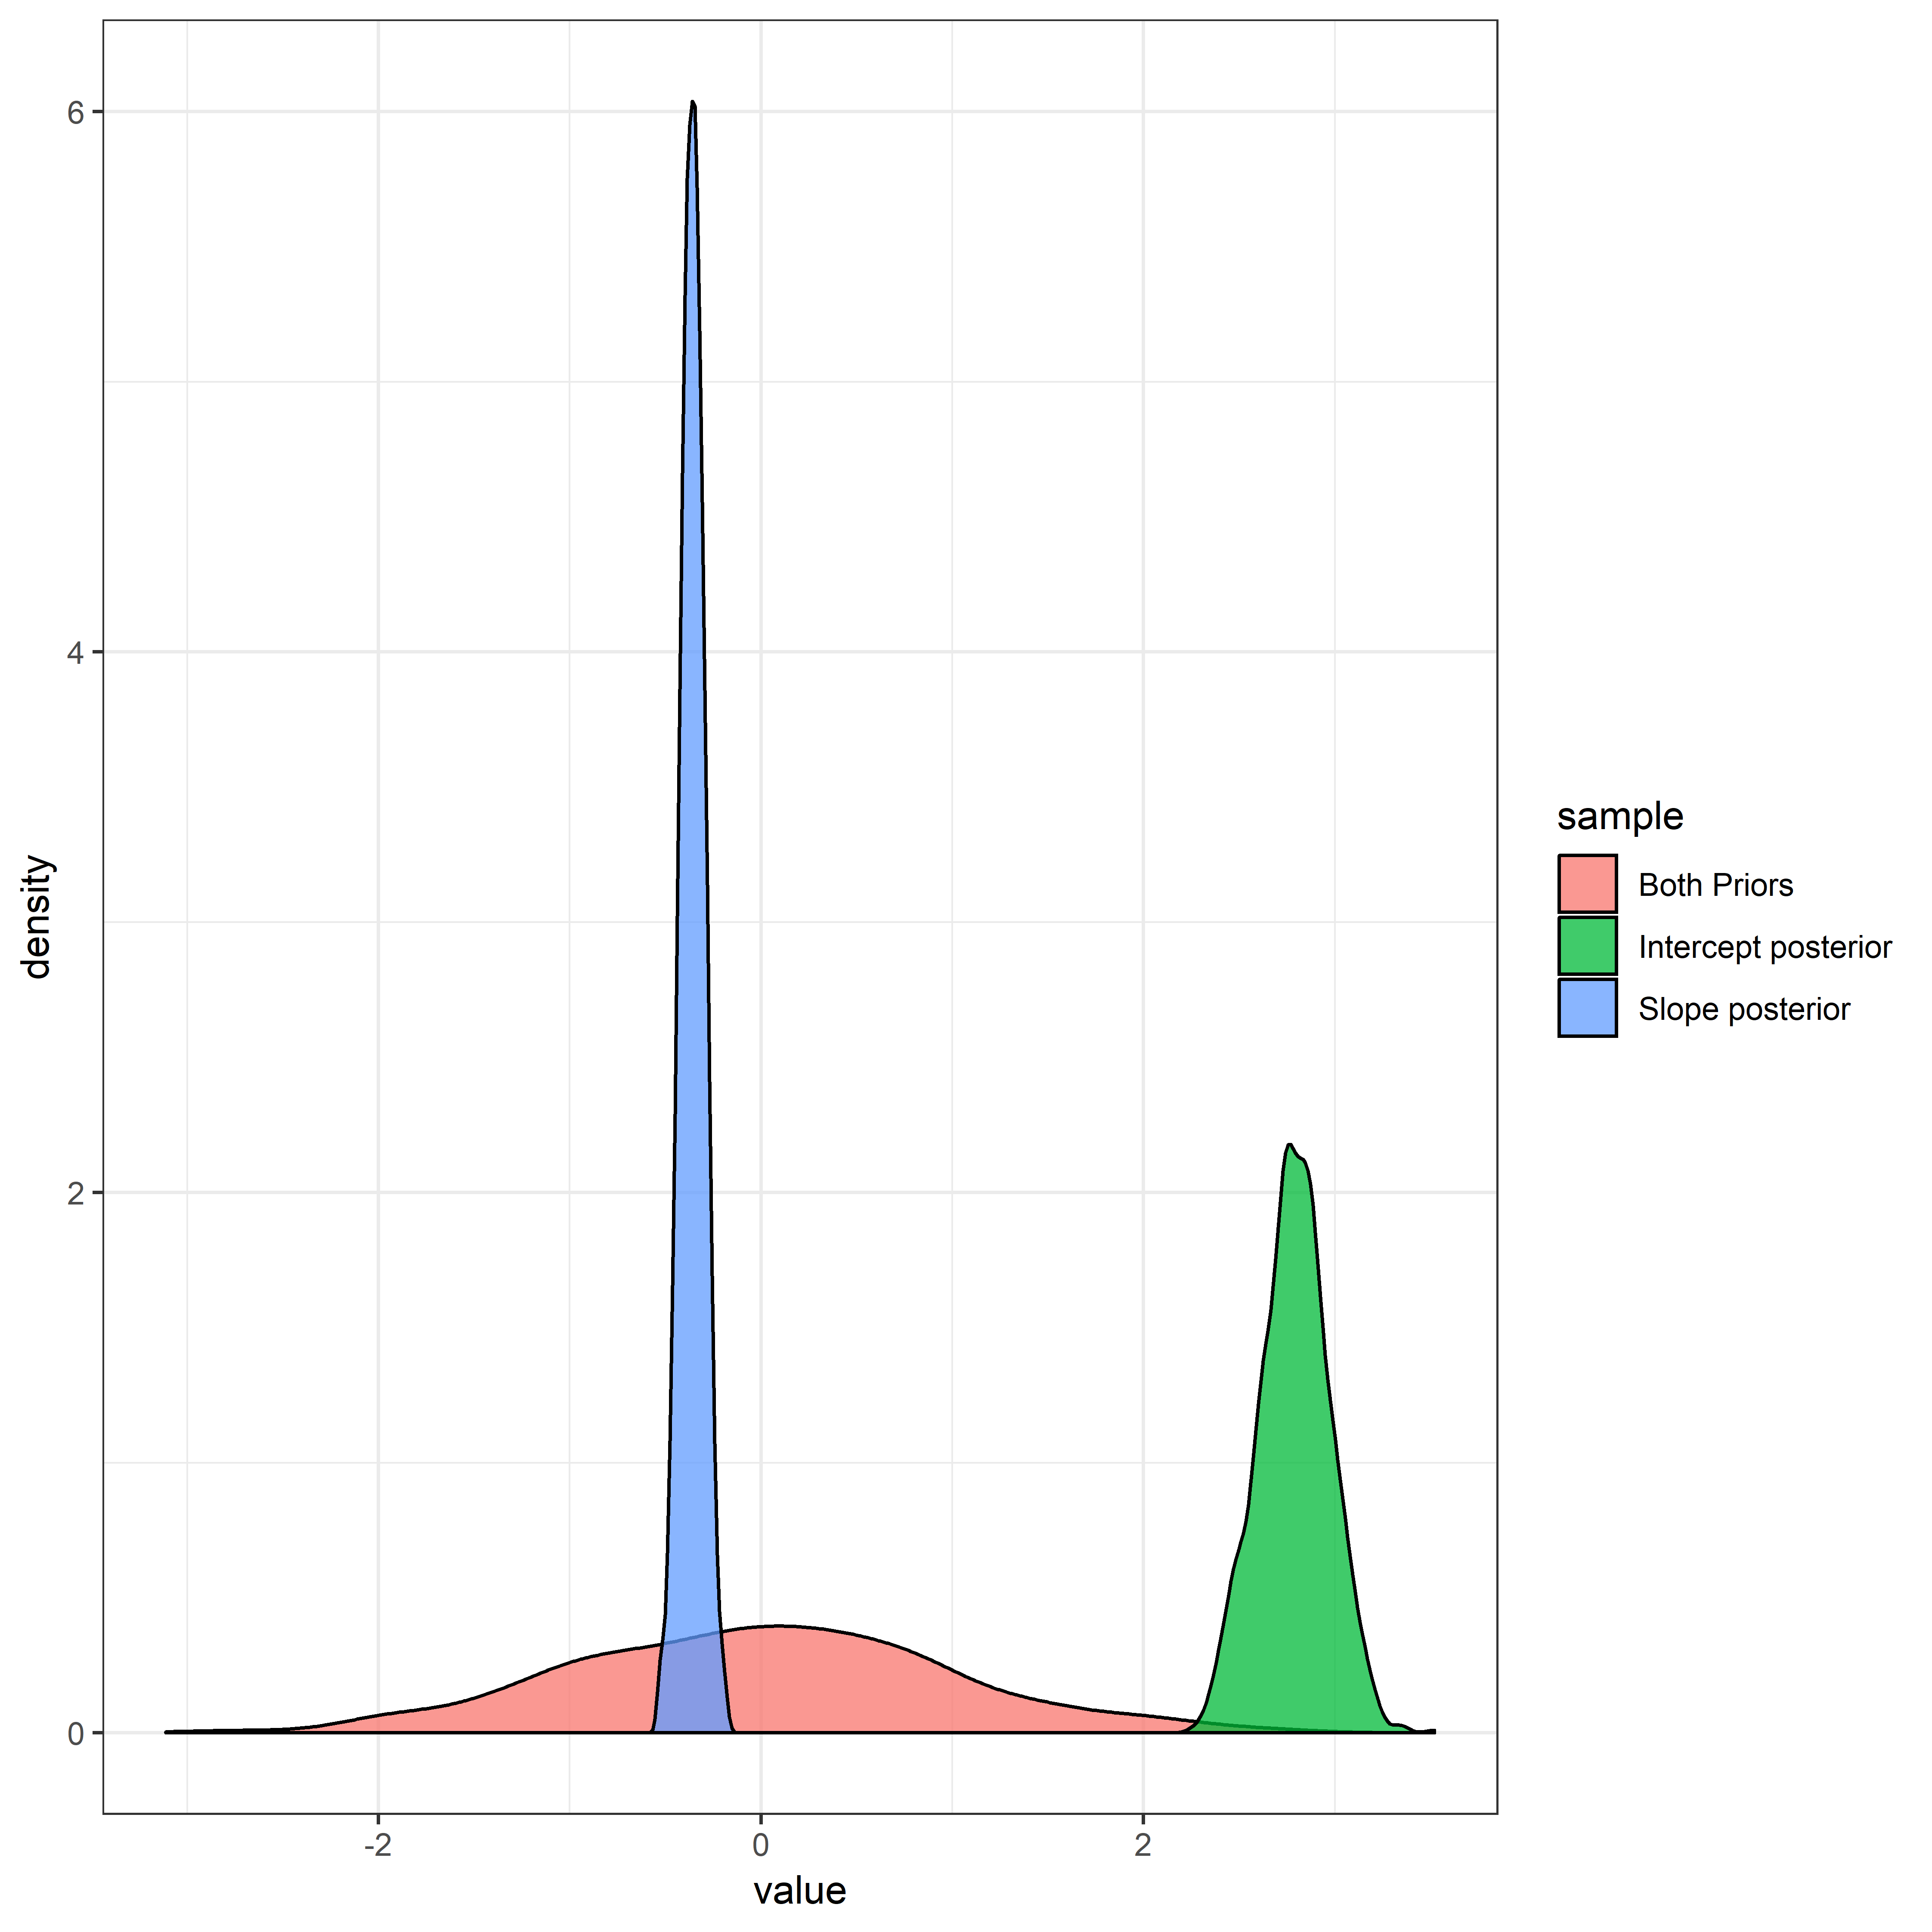 6
4
2
0
density
-2
0
2
value
sample
Both Priors
Intercept posterior
Slope posterior